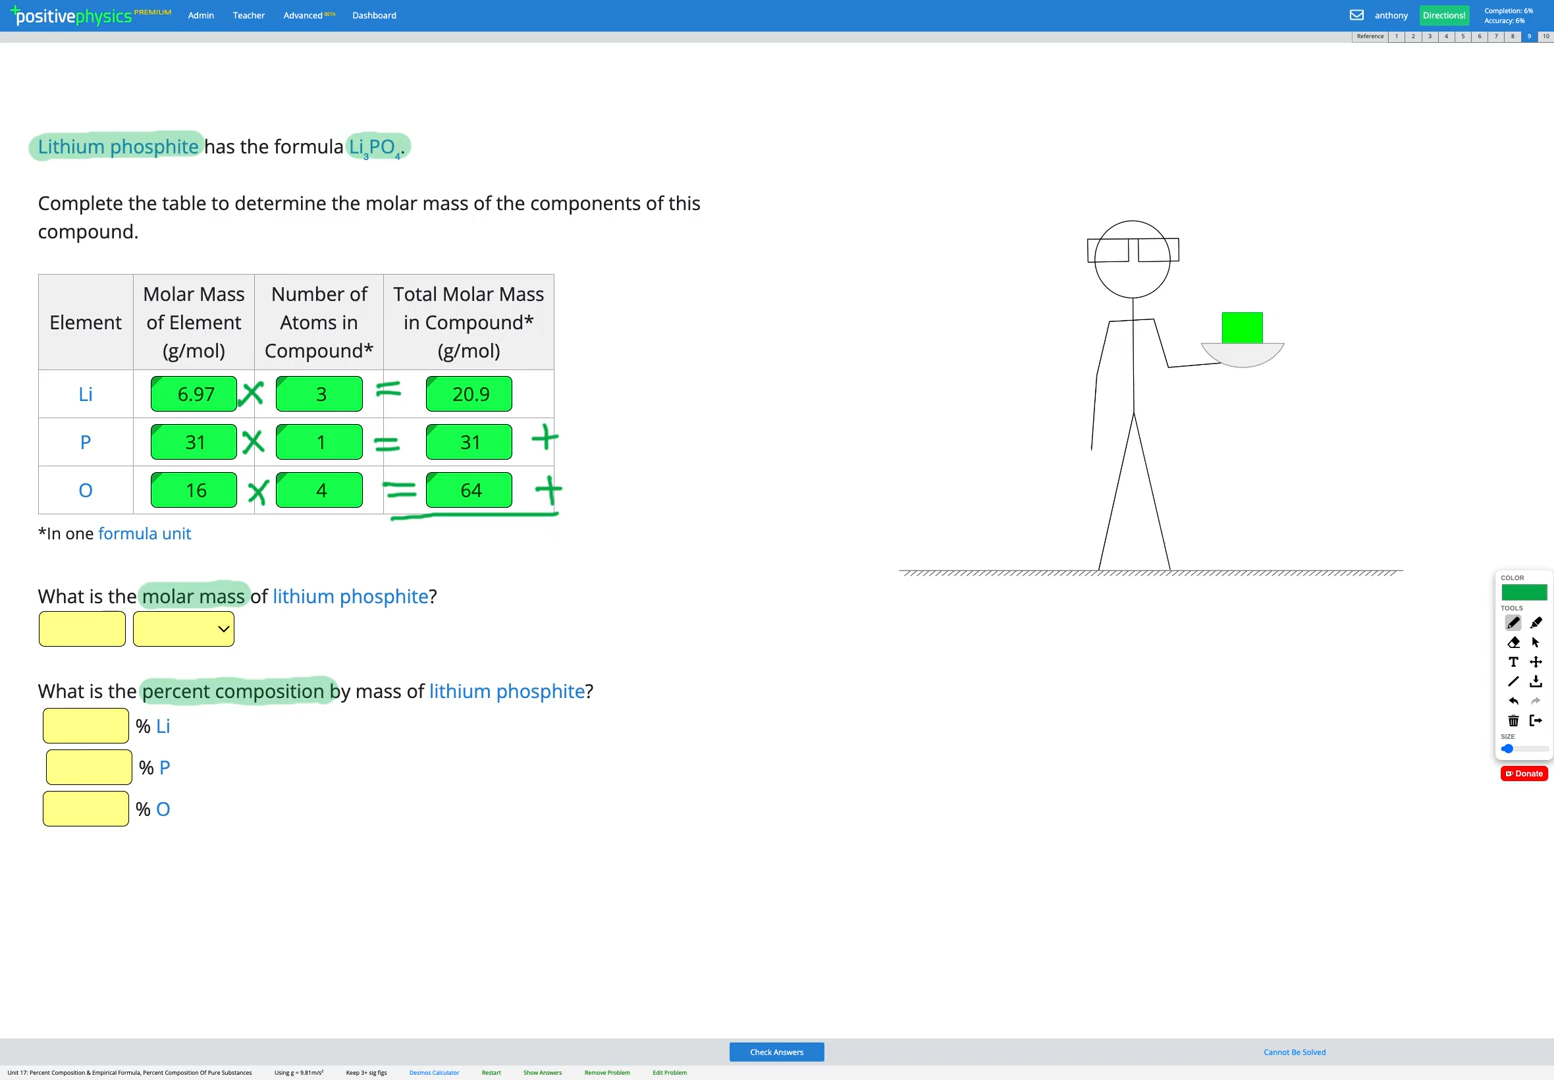 +positivephysics PREMIUM Admin Teacher Advanced BETA Dashboard anthony Directions! Completion: 6%
Accuracy: 6%
Reference 1 2 3 4 5 6 7 8 9 10
Lithium phosphite has the formula Li₃PO₄.
Complete the table to determine the molar mass of the components of this
compound.
Element Molar Mass of Element (g/mol) Number of Atoms in Compound* Total Molar Mass in Compound* (g/mol)
Li 6.97 × 3 = 20.9
P 31 × 1 = 31 +
O 16 × 4 = 64 +
*In one formula unit
What is the molar mass of lithium phosphite?
What is the percent composition by mass of lithium phosphite?
% Li
% P
% O
COLOR
TOOLS
T
SIZE
Donate
Check Answers Cannot Be Solved
Unit 17: Percent Composition & Empirical Formula, Percent Composition Of Pure Substances Using g = 9.81m/s² Keep 3+ sig figs Desmos Calculator Restart Show Answers Remove Problem Edit Problem